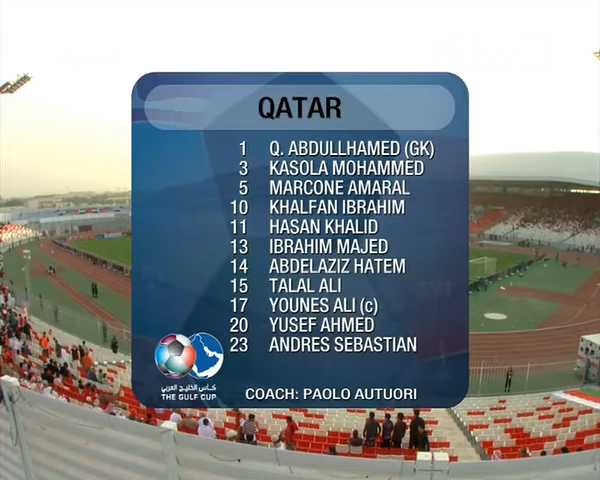 QATAR
1 Q. ABDULLHAMED (GK)
3 KASOLA MOHAMMED
5 MARCONE AMARAL
10 KHALFAN IBRAHIM
11 HASAN KHALID
13 IBRAHIM MAJED
14 ABDELAZIZ HATEM
15 TALAL ALI
17 YOUNES ALI (c)
20 YUSEF AHMED
23 ANDRES SEBASTIAN
كأس الخليج العربي
THE GULF CUP
COACH: PAOLO AUTUORI